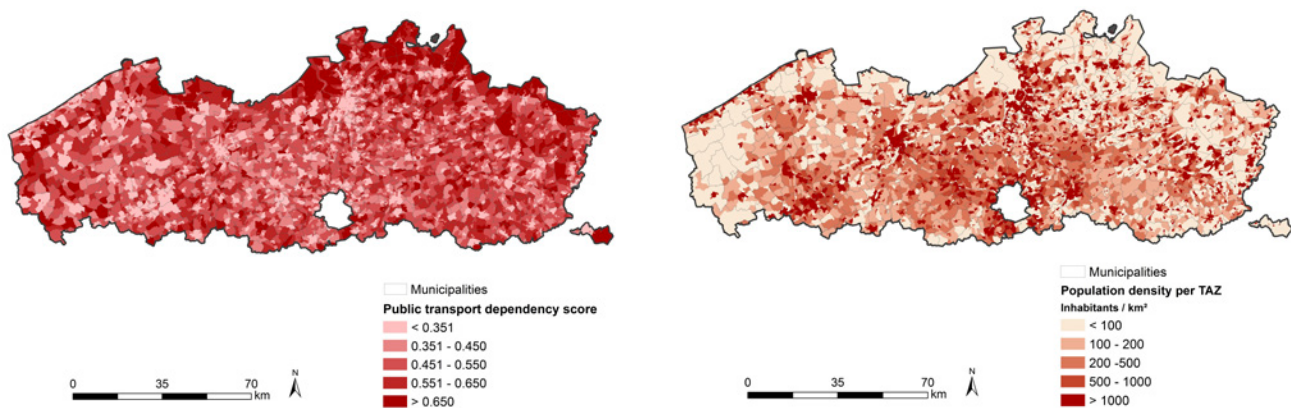 Municipalities
Public transport dependency score
< 0.351
0.351 - 0.450
0.451 - 0.550
0.551 - 0.650
> 0.650
0 35 70
km
N
Municipalities
Population density per TAZ
Inhabitants / km²
< 100
100 - 200
200 -500
500 - 1000
> 1000
0 35 70
km
N